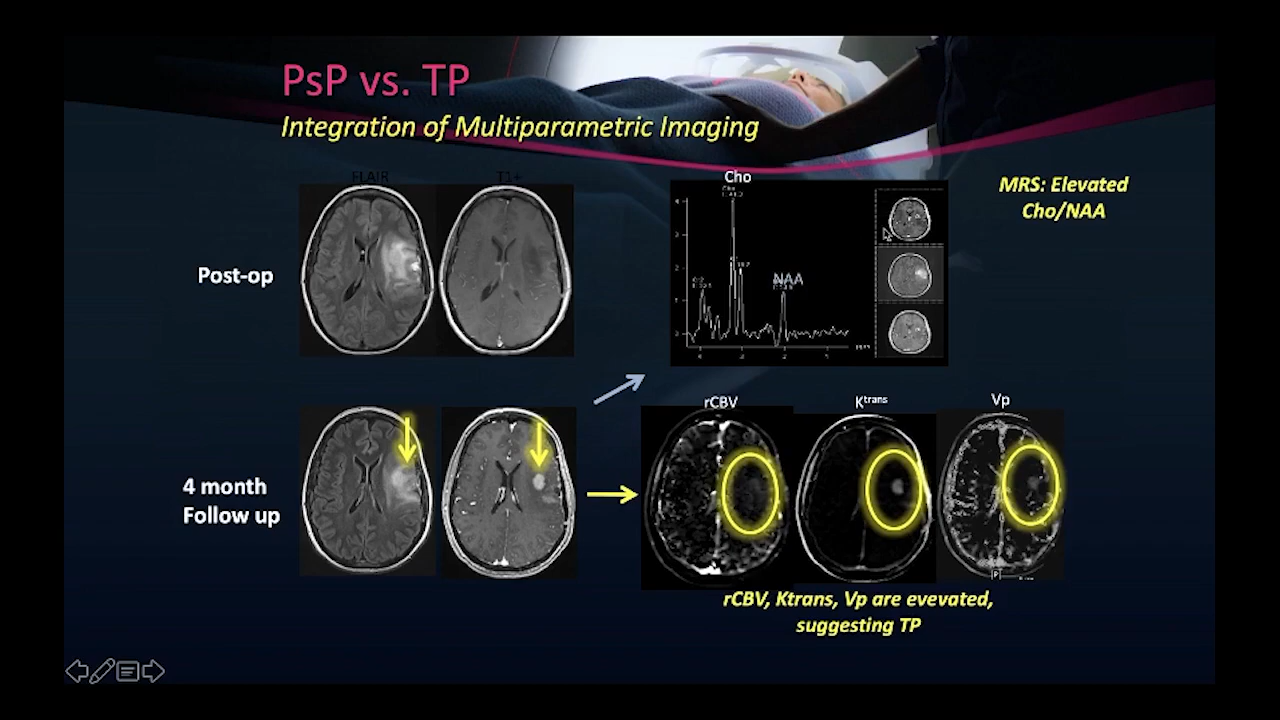 PsP vs. TP
Integration of Multiparametric Imaging
FLAIR
T1+
Cho
MRS: Elevated
Cho/NAA
Cho
NAA
Post-op
rCBV
Ktrans
Vp
4 month
Follow up
[P]
rCBV, Ktrans, Vp are evevated,
suggesting TP